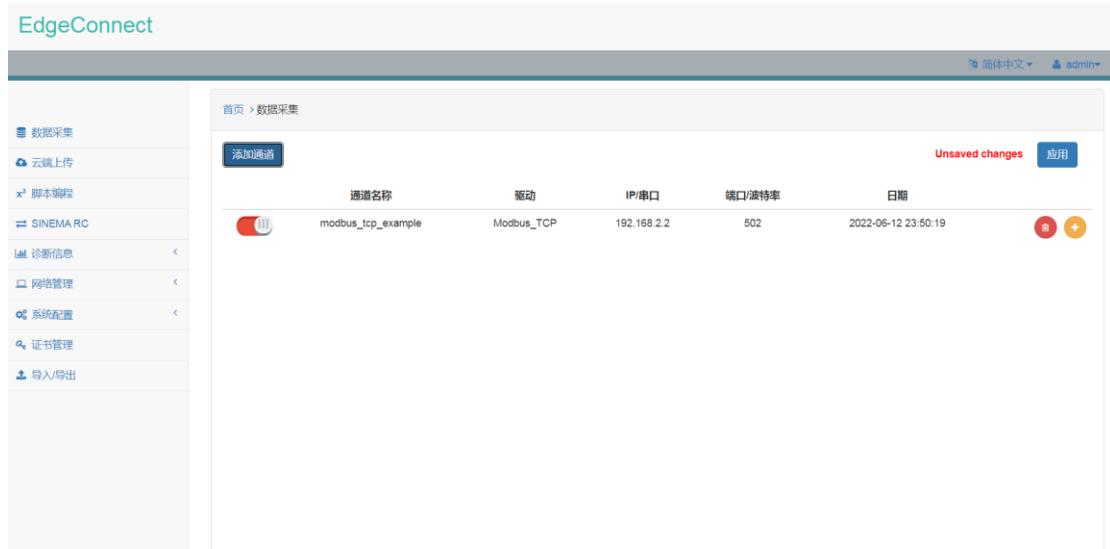 EdgeConnect
简体中文 admin
首页 >数据采集
数据采集
云端上传
x² 脚本编程
SINEMA RC
诊断信息
网络管理
系统配置
证书管理
导入/导出
添加通道 Unsaved changes 应用
通道名称 驱动 IP/串口 端口/波特率 日期
modbus_tcp_example Modbus_TCP 192.168.2.2 502 2022-06-12 23:50:19